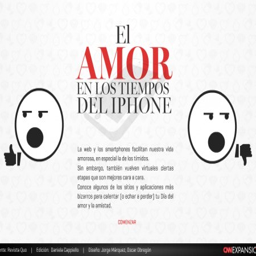 El
AMOR
EN LOS TIEMPOS
DEL IPHONE
La web y los smartphones facilitan nuestra vida
amorosa, en especial la de los tímidos.
Sin embargo, también vuelven virtuales ciertas
etapas que son mejores cara a cara.
Conoce algunos de los sitios y aplicaciones más
bizarros para celebrar (o echar a perder) tu Día del
amor y la amistad.
COMENZAR
Revista Quo | Edición: Daniela Cappiello | Diseño: Jorge Márquez, Oscar Obregón
CNNEXPANSIÓ